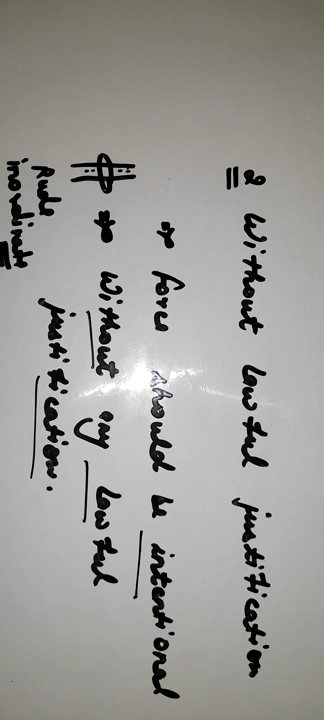 2 Without lawful justification
→ force should be intentional
→ Without any lawful
justification.
Rude
inordinate